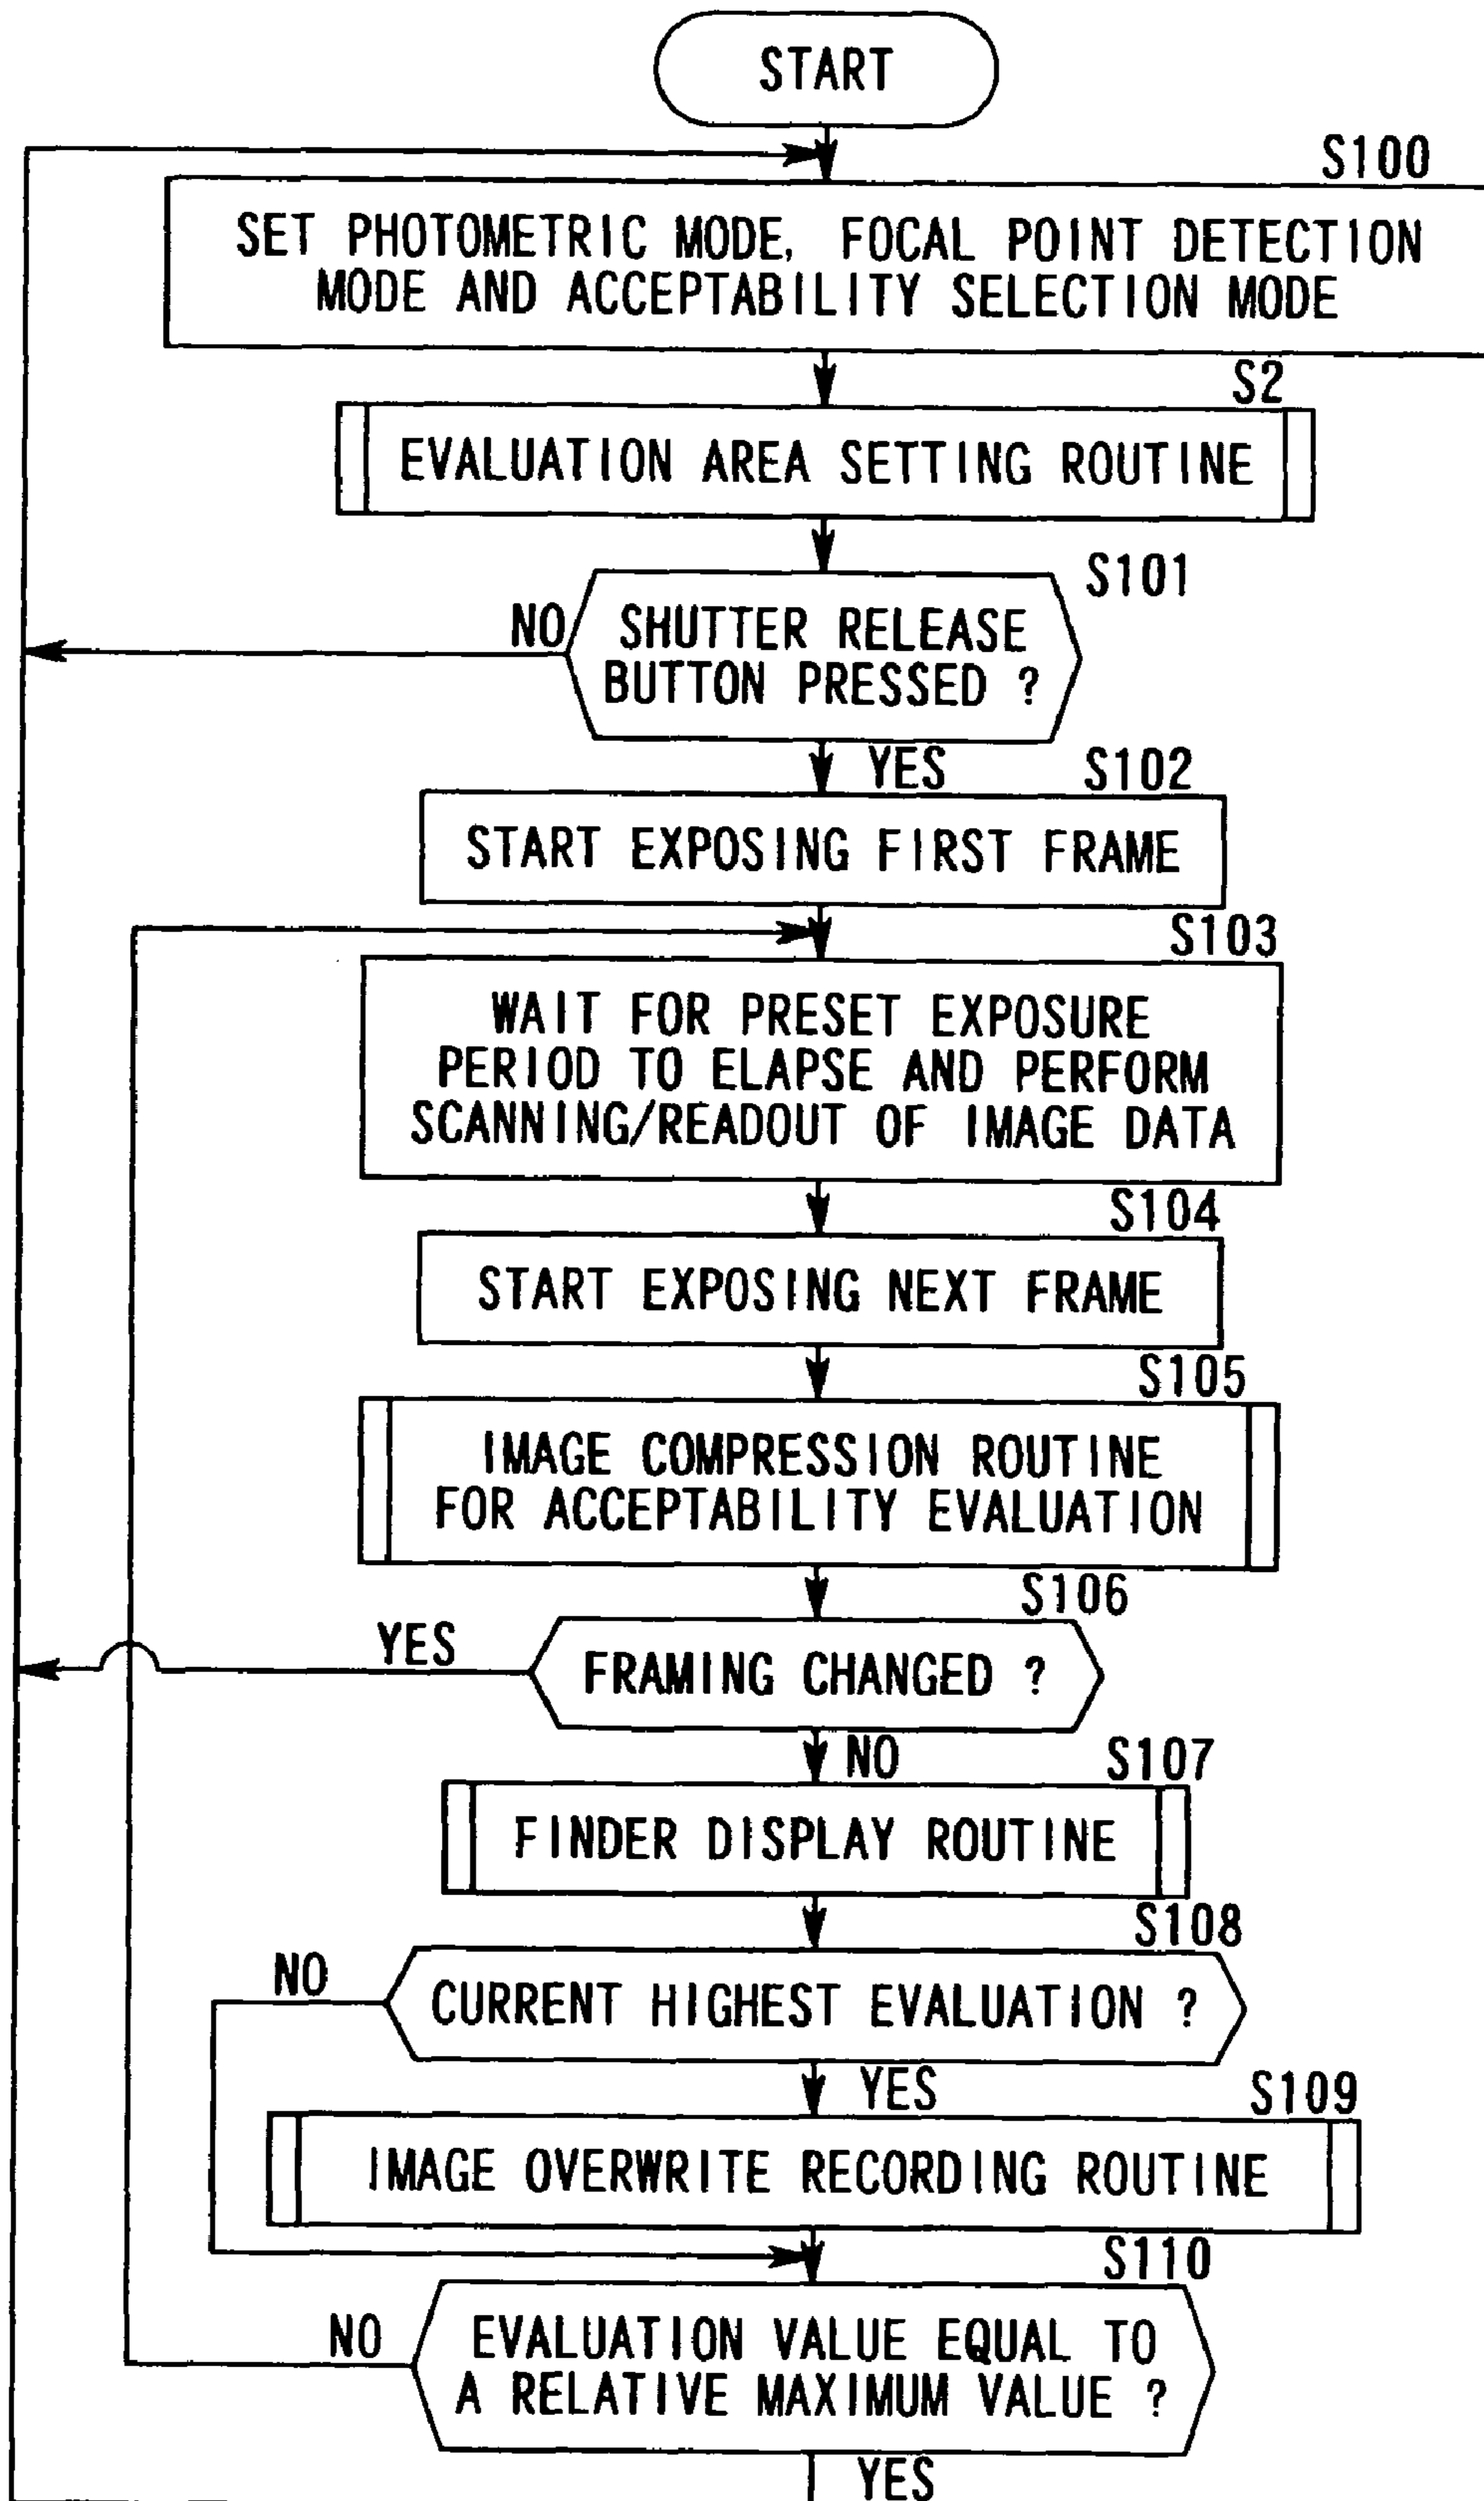 START
S100
SET PHOTOMETRIC MODE, FOCAL POINT DETECTION
MODE AND ACCEPTABILITY SELECTION MODE
S2
EVALUATION AREA SETTING ROUTINE
S101
NO
SHUTTER RELEASE
BUTTON PRESSED ?
YES
S102
START EXPOSING FIRST FRAME
S103
WAIT FOR PRESET EXPOSURE
PERIOD TO ELAPSE AND PERFORM
SCANNING/READOUT OF IMAGE DATA
S104
START EXPOSING NEXT FRAME
S105
IMAGE COMPRESSION ROUTINE
FOR ACCEPTABILITY EVALUATION
S106
YES
FRAMING CHANGED ?
NO
S107
FINDER DISPLAY ROUTINE
S108
NO
CURRENT HIGHEST EVALUATION ?
YES
S109
IMAGE OVERWRITE RECORDING ROUTINE
S110
NO
EVALUATION VALUE EQUAL TO
A RELATIVE MAXIMUM VALUE ?
YES